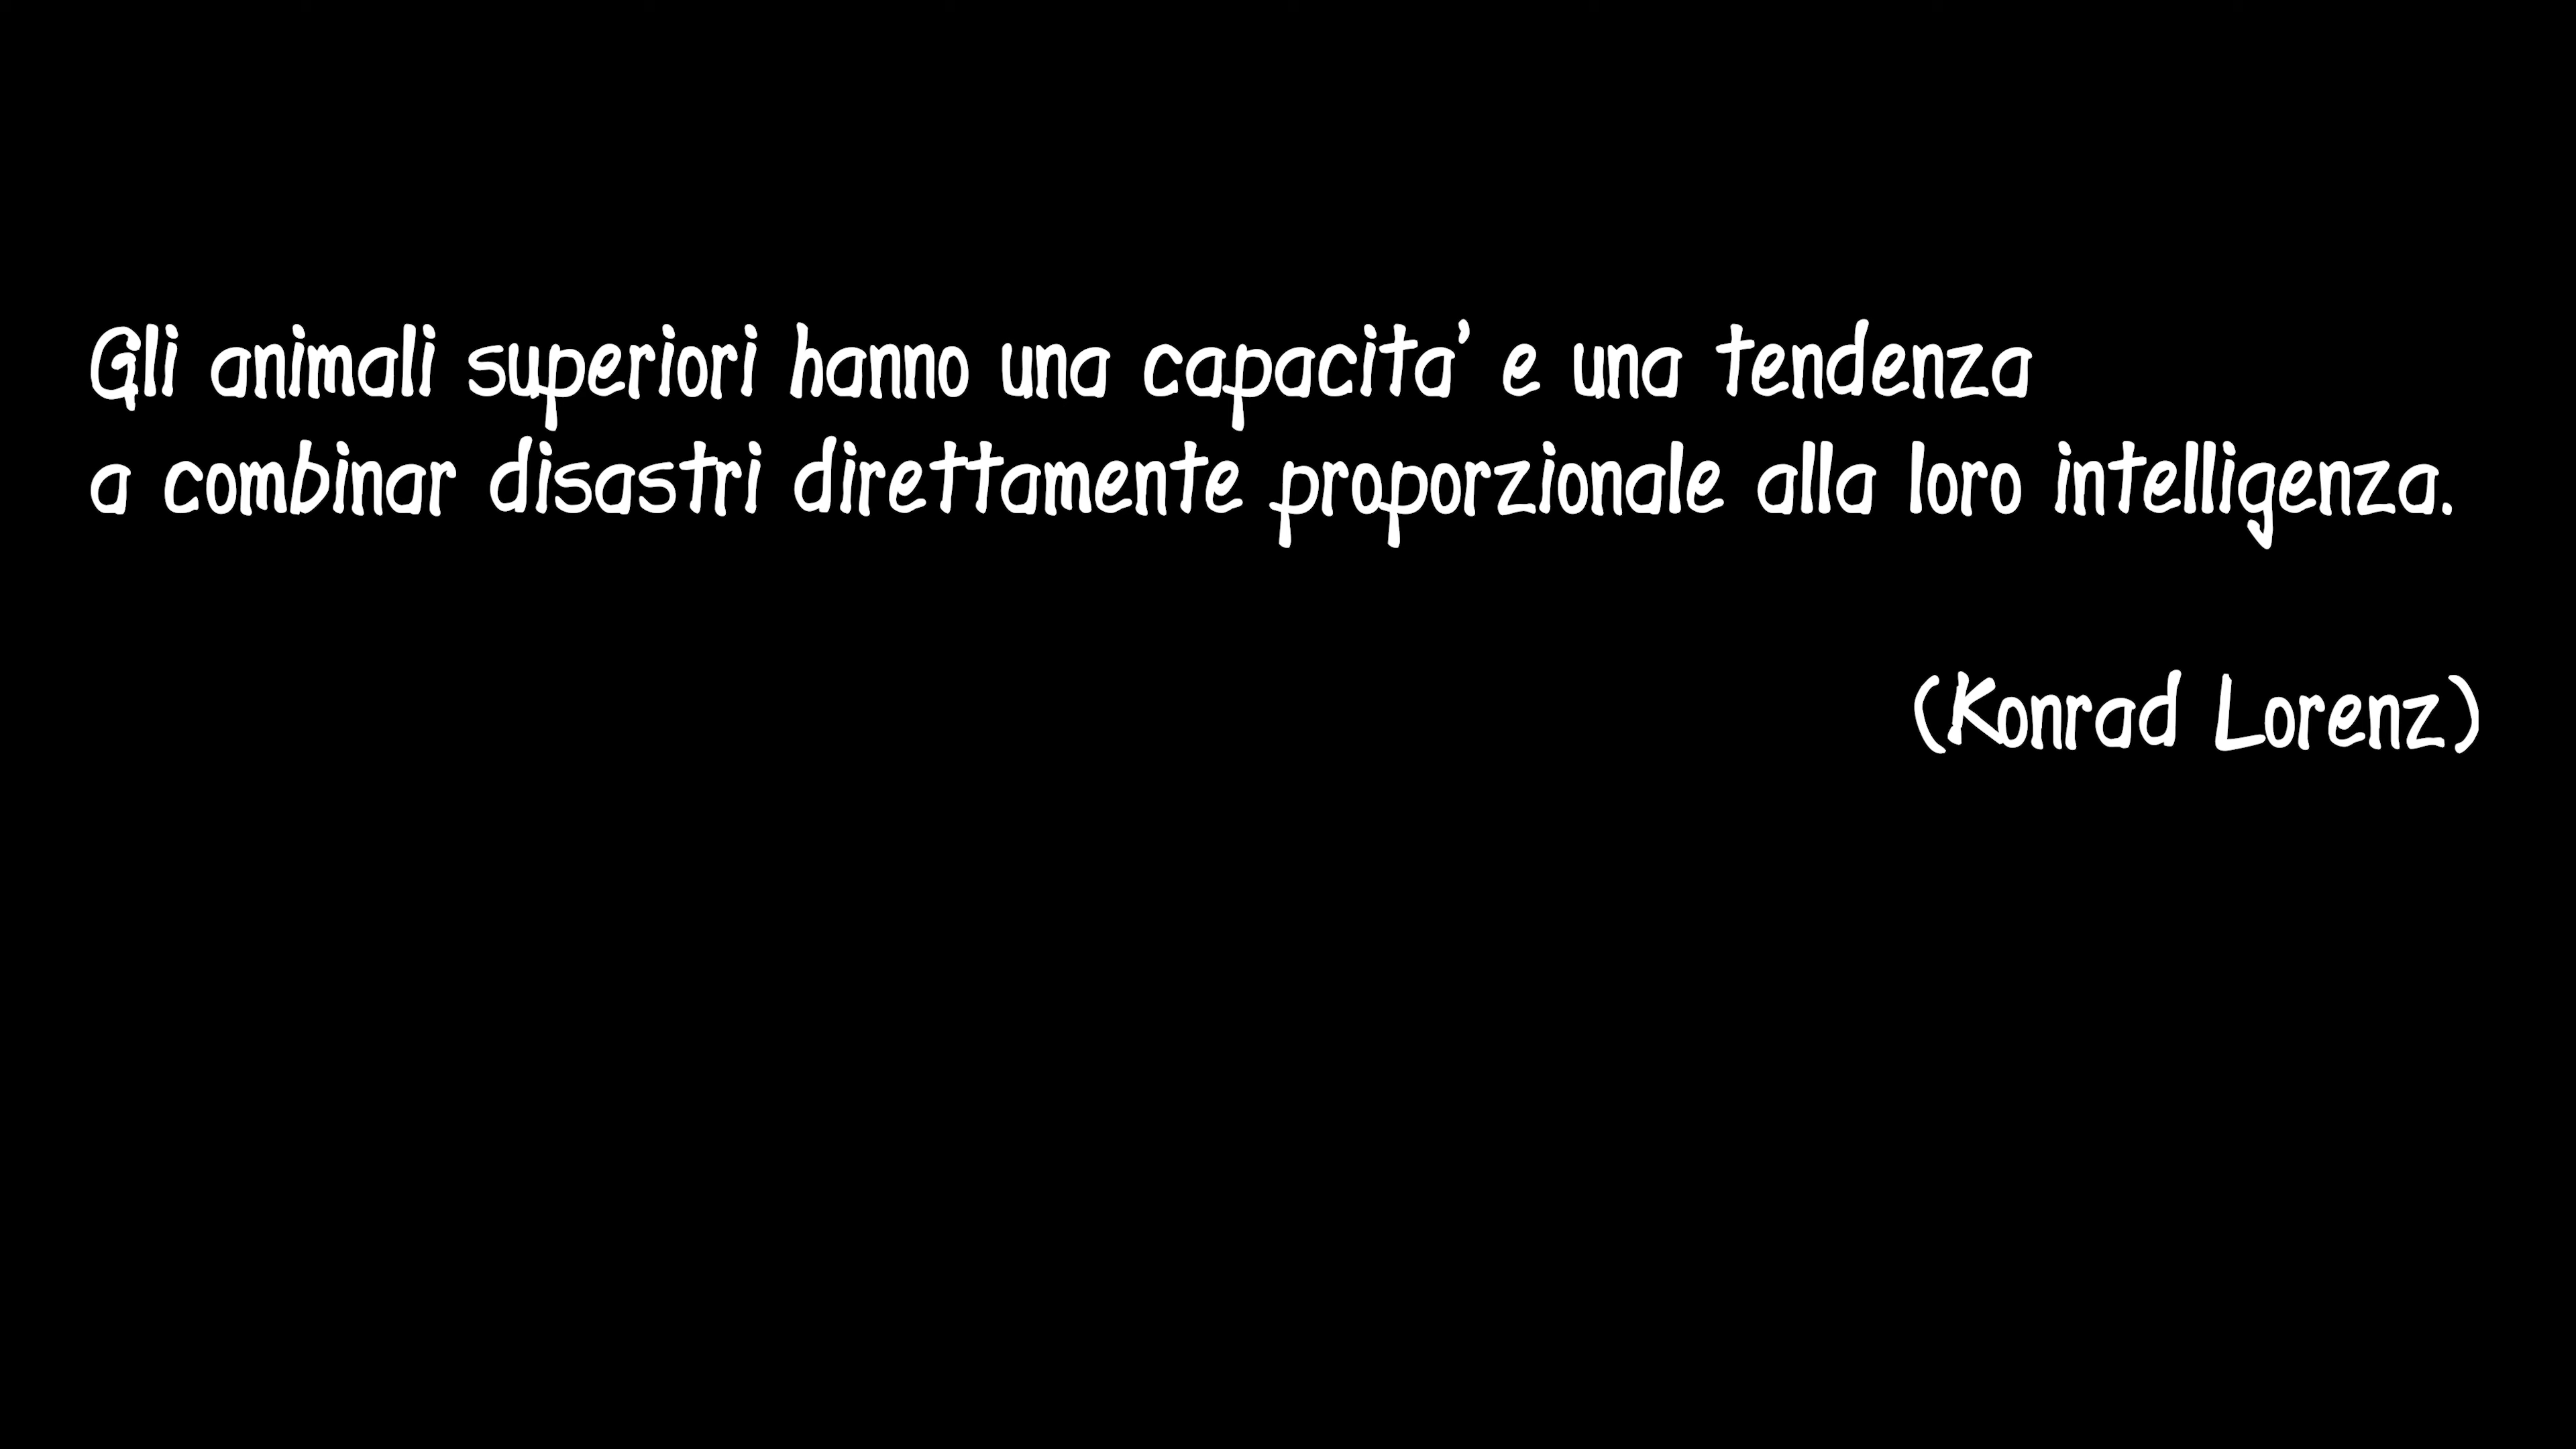 Gli animali superiori hanno una capacita' e una tendenza
a combinar disastri direttamente proporzionale alla loro intelligenza.
(Konrad Lorenz)